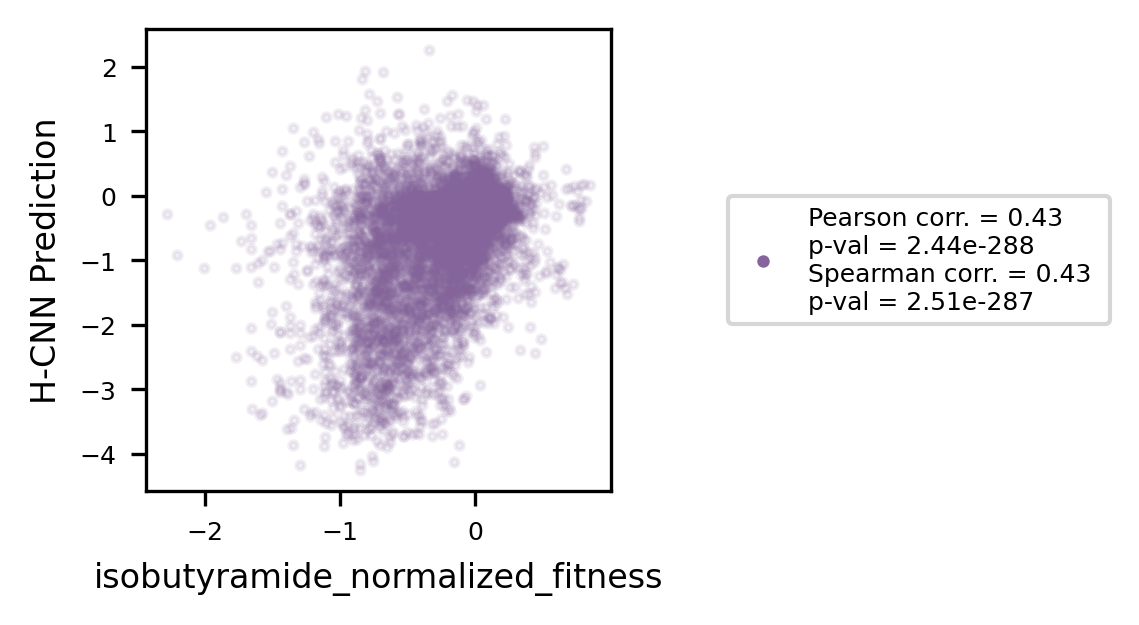 H-CNN Prediction
2
1
0
−1
−2
−3
−4
−2
−1
0
isobutyramide_normalized_fitness
Pearson corr. = 0.43
p-val = 2.44e-288
Spearman corr. = 0.43
p-val = 2.51e-287